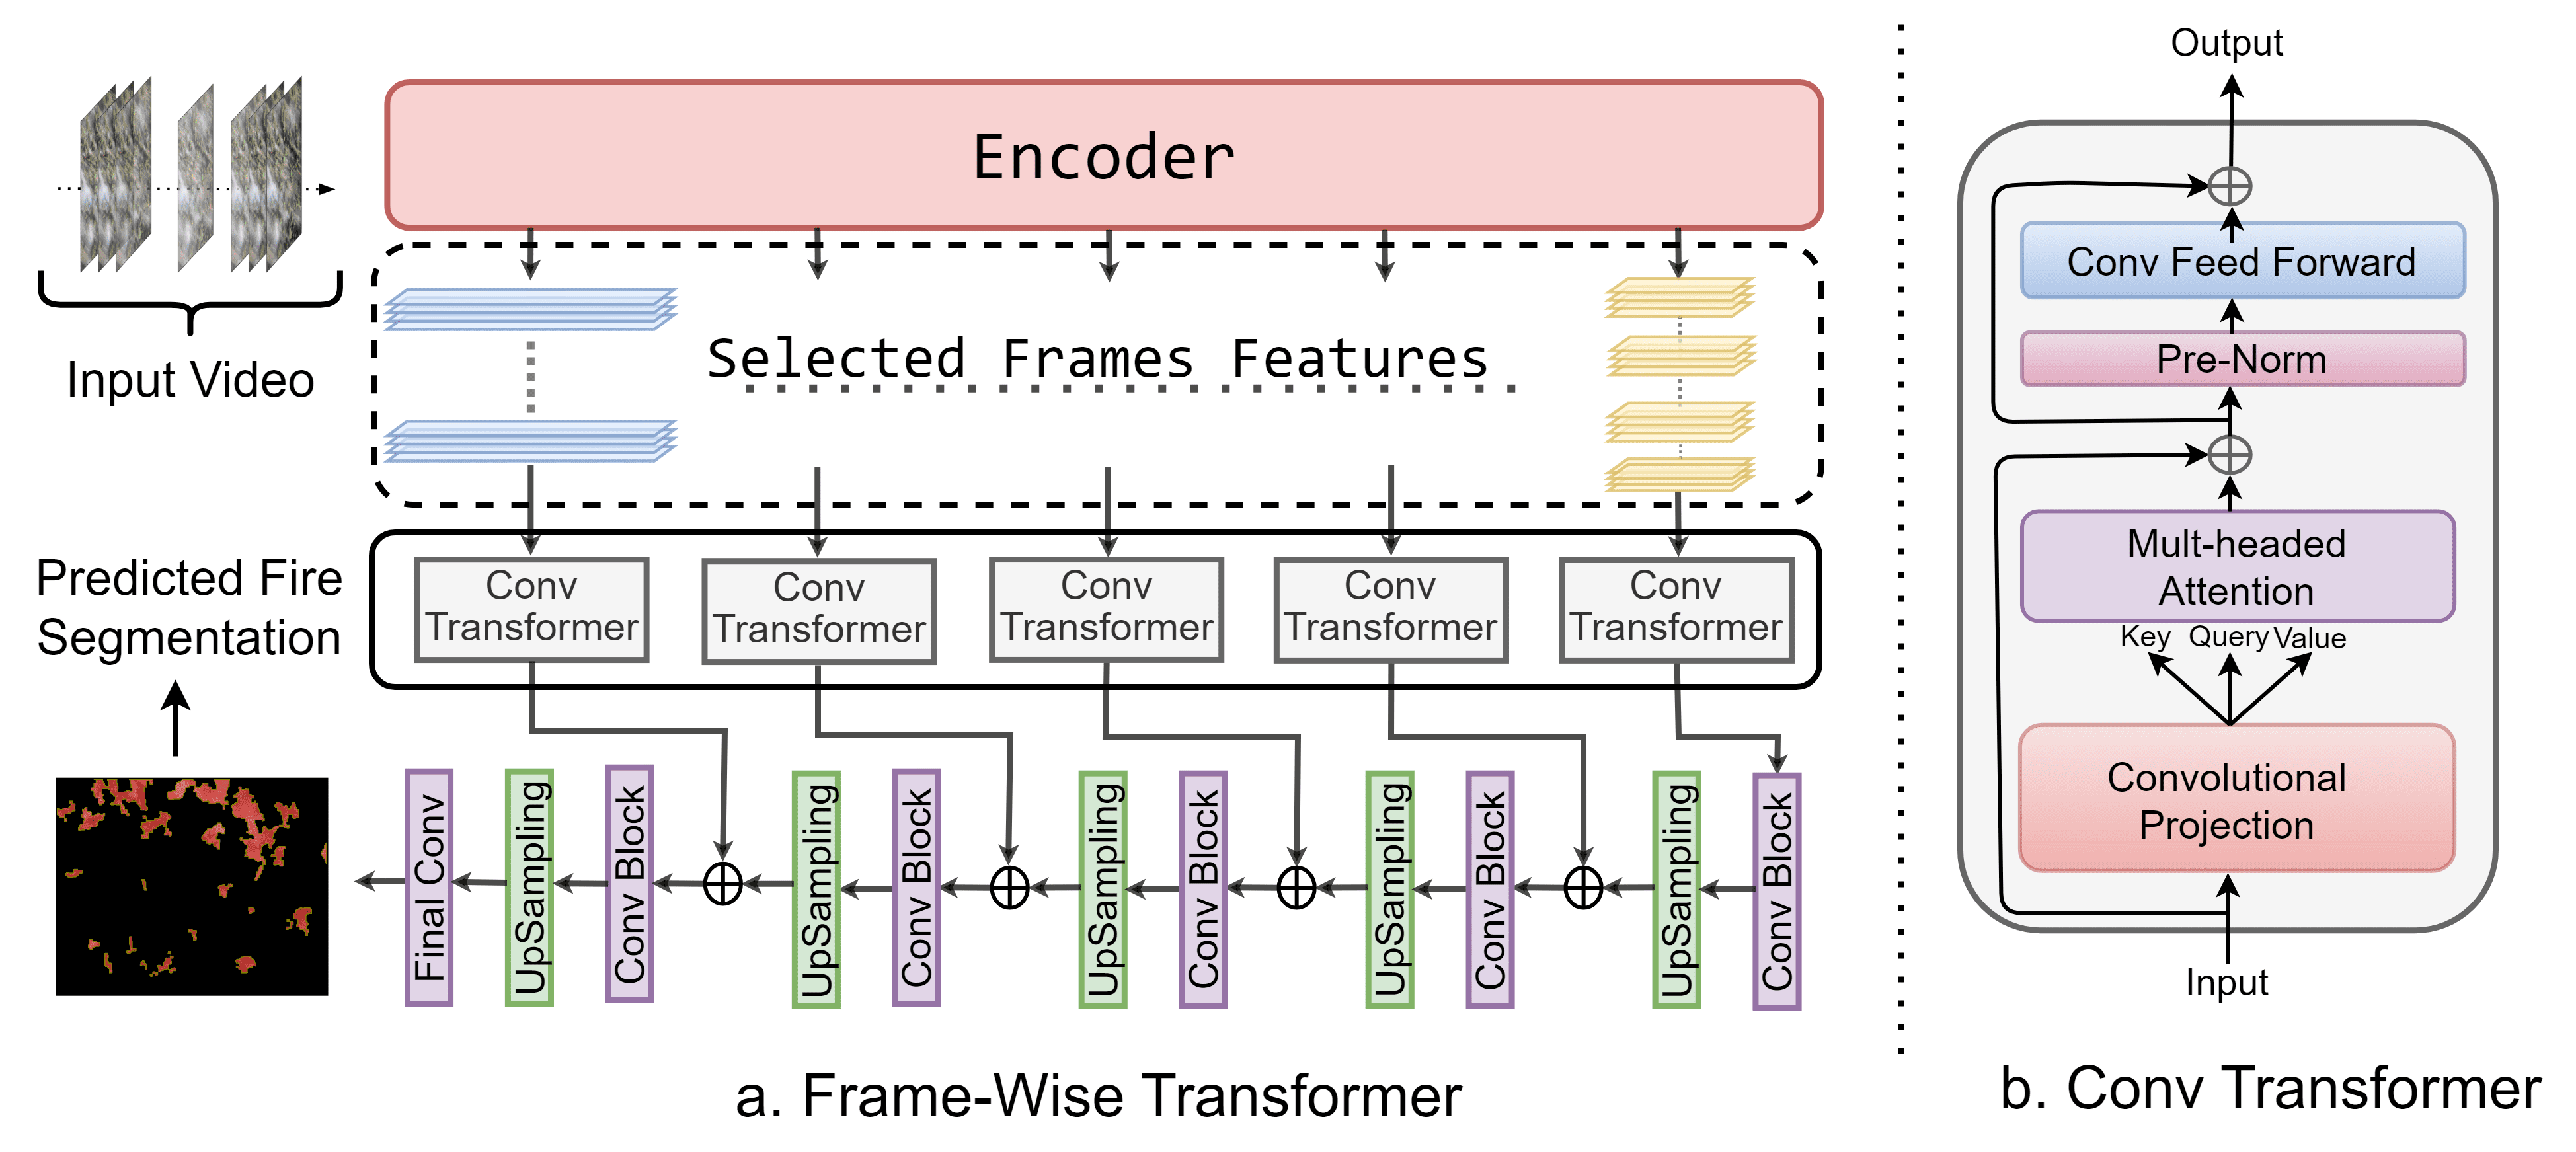 Encoder
Input Video
Selected Frames Features
Predicted Fire
Segmentation
Conv
Transformer
Conv
Transformer
Conv
Transformer
Conv
Transformer
Conv
Transformer
Final Conv
UpSampling
Conv Block
UpSampling
Conv Block
UpSampling
Conv Block
UpSampling
Conv Block
UpSampling
Conv Block
a. Frame-Wise Transformer
Output
Conv Feed Forward
Pre-Norm
Mult-headed
Attention
Key Query Value
Convolutional
Projection
Input
b. Conv Transformer